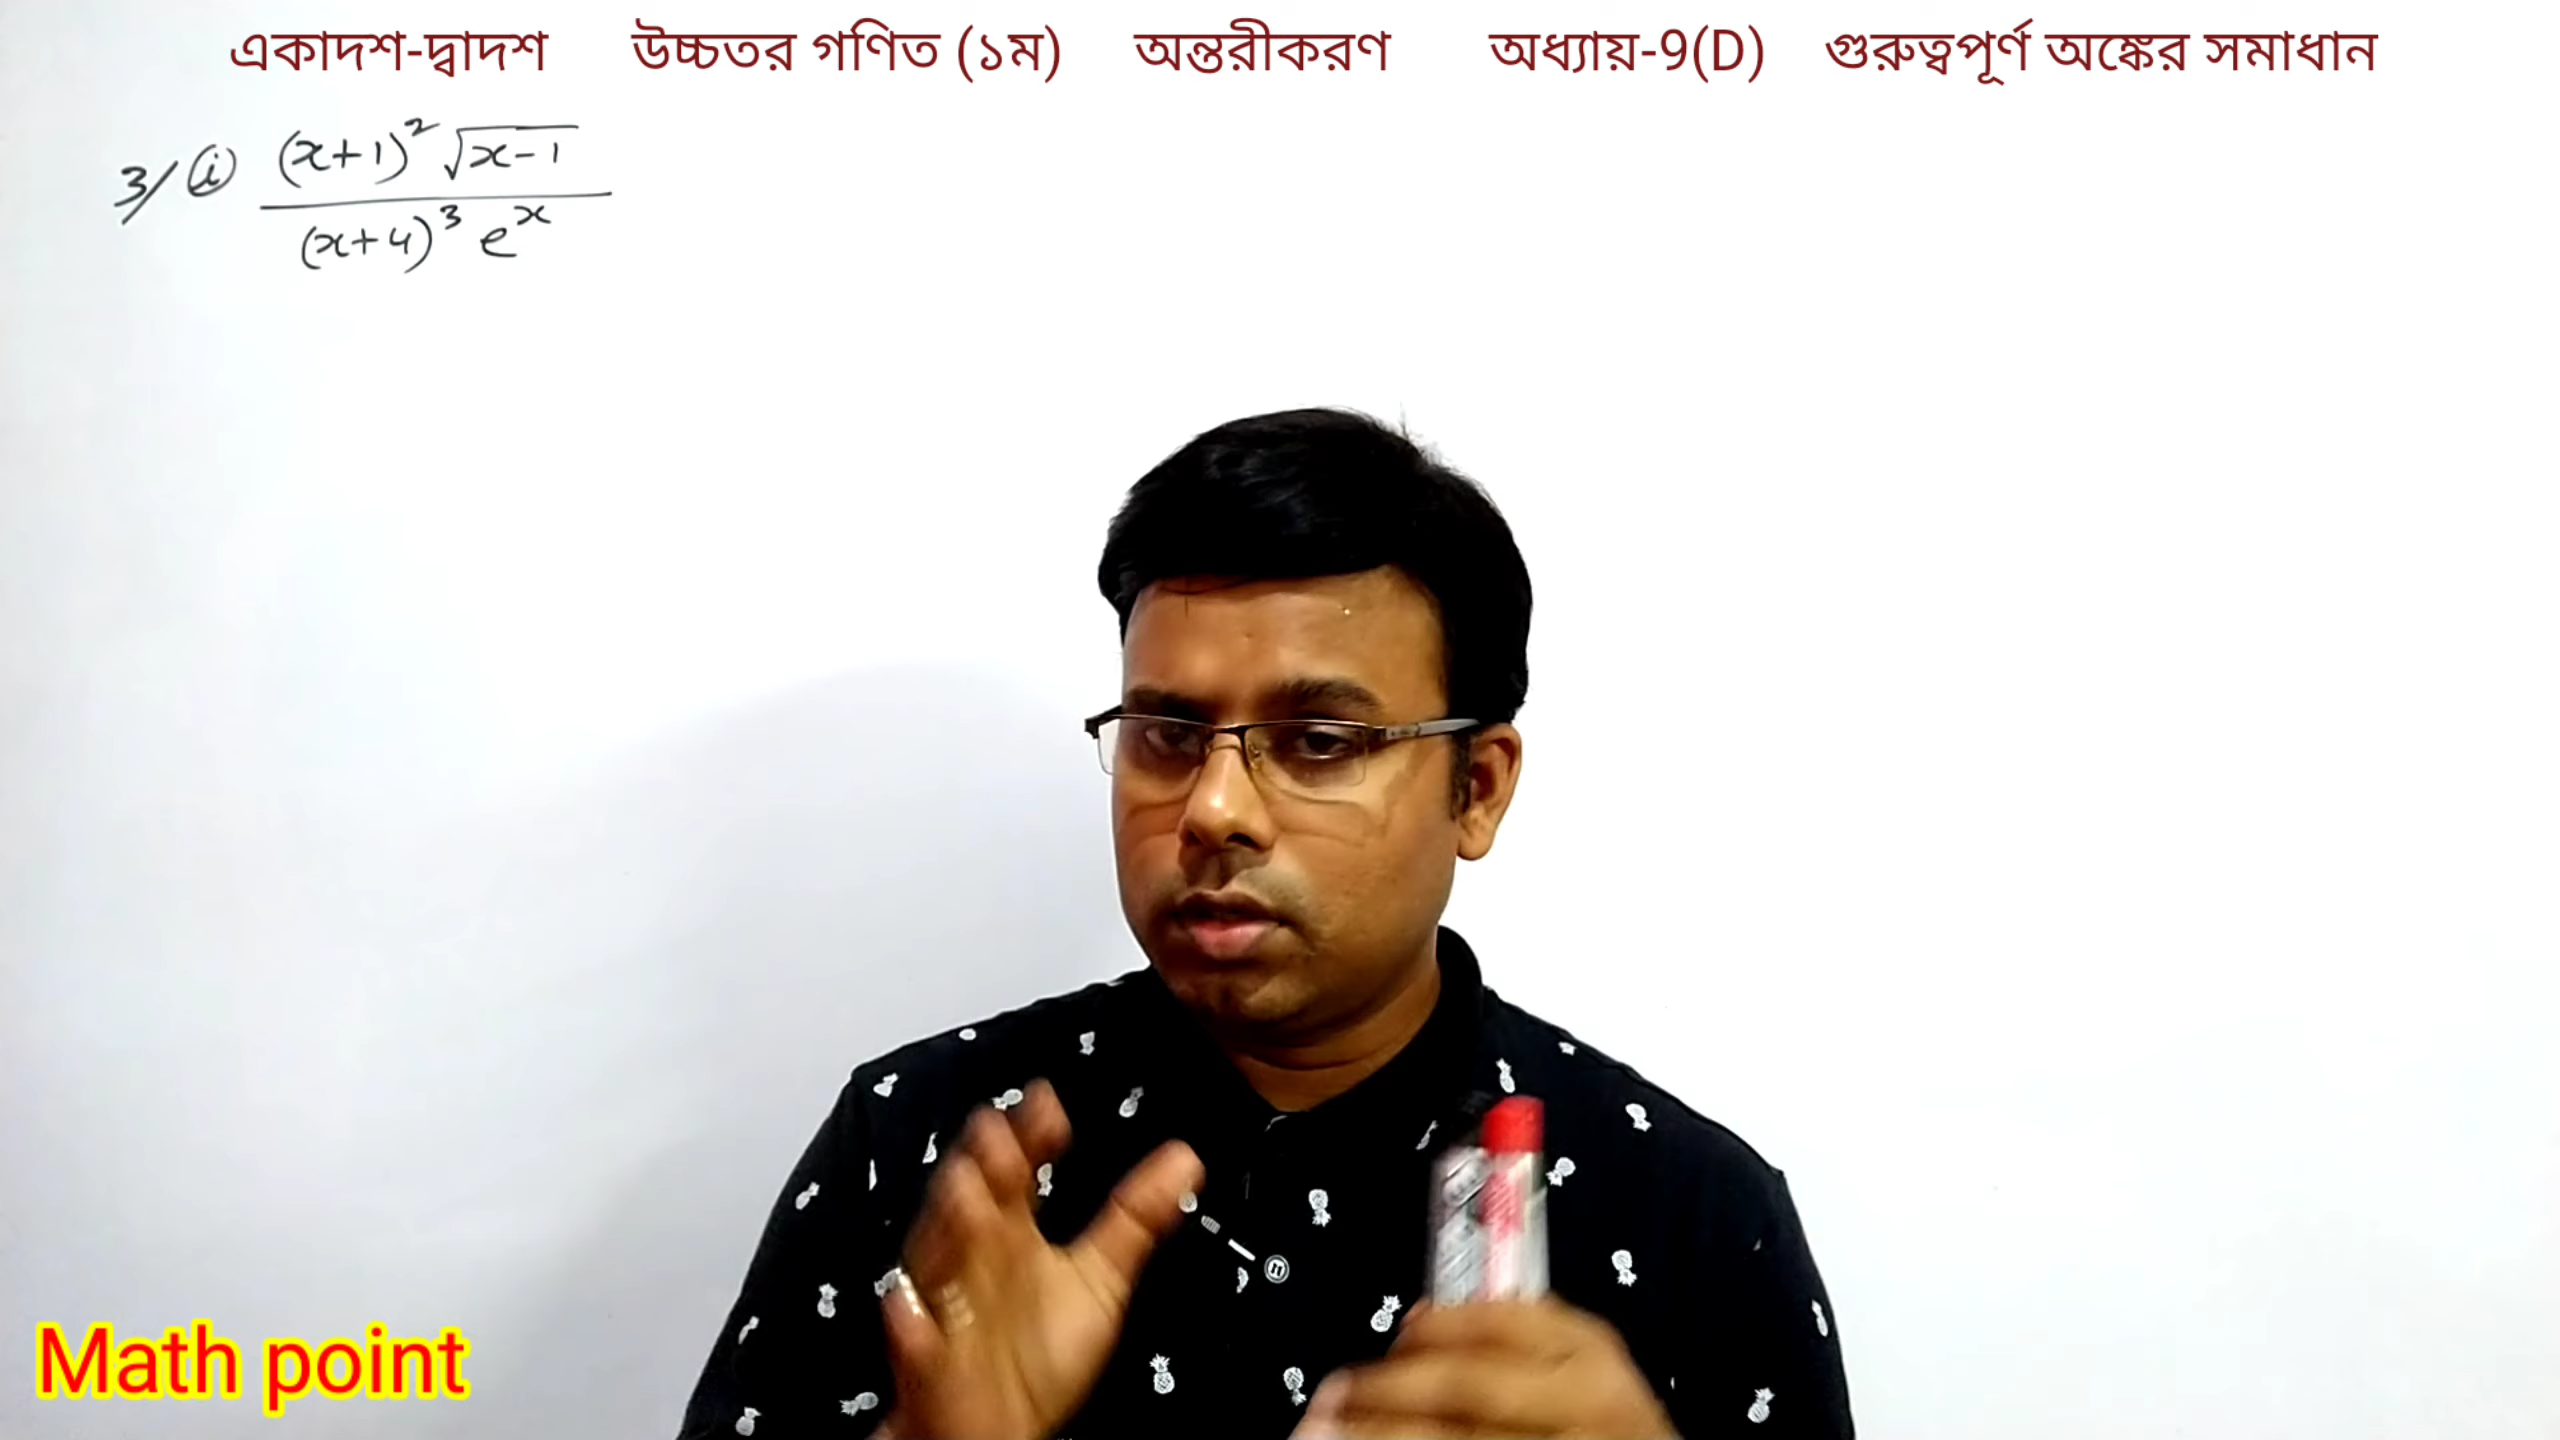 একাদশ-দ্বাদশ উচ্চতর গণিত (১ম) অন্তরীকরণ অধ্যায়-9(D) গুরুত্বপূর্ণ অঙ্কের সমাধান
3/ (i) (x+1)² √(x-1)
(x+4)³ eˣ
Math point